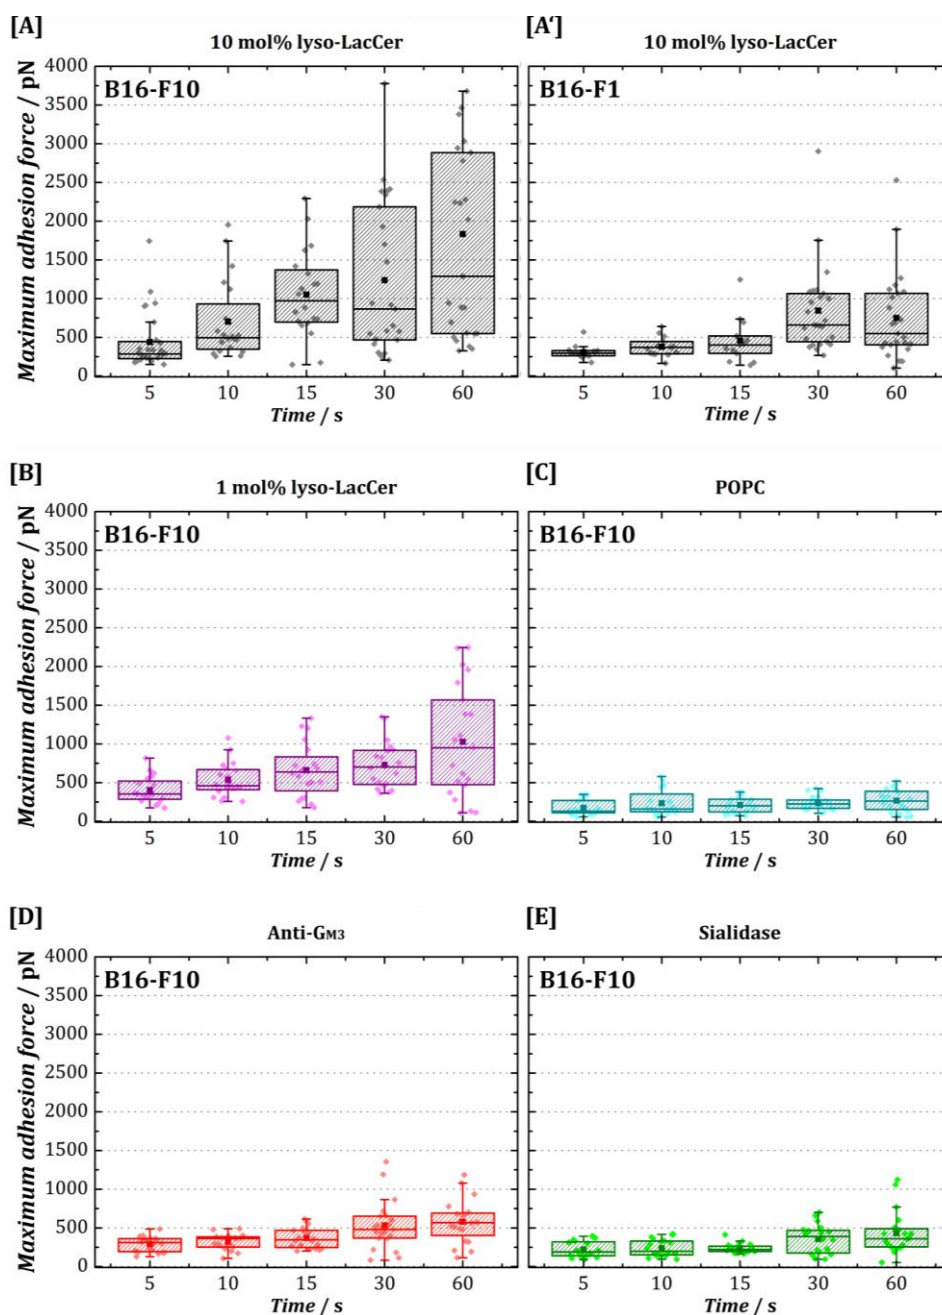 [A]
10 mol% lyso-LacCer
B16-F10
Maximum adhesion force / pN
4000
3500
3000
2500
2000
1500
1000
500
0
5 10 15 30 60
Time / s
[A']
10 mol% lyso-LacCer
B16-F1
5 10 15 30 60
Time / s
[B]
1 mol% lyso-LacCer
B16-F10
Maximum adhesion force / pN
4000
3500
3000
2500
2000
1500
1000
500
0
5 10 15 30 60
Time / s
[C]
POPC
B16-F10
5 10 15 30 60
Time / s
[D]
Anti-GM3
B16-F10
Maximum adhesion force / pN
4000
3500
3000
2500
2000
1500
1000
500
0
5 10 15 30 60
Time / s
[E]
Sialidase
B16-F10
5 10 15 30 60
Time / s